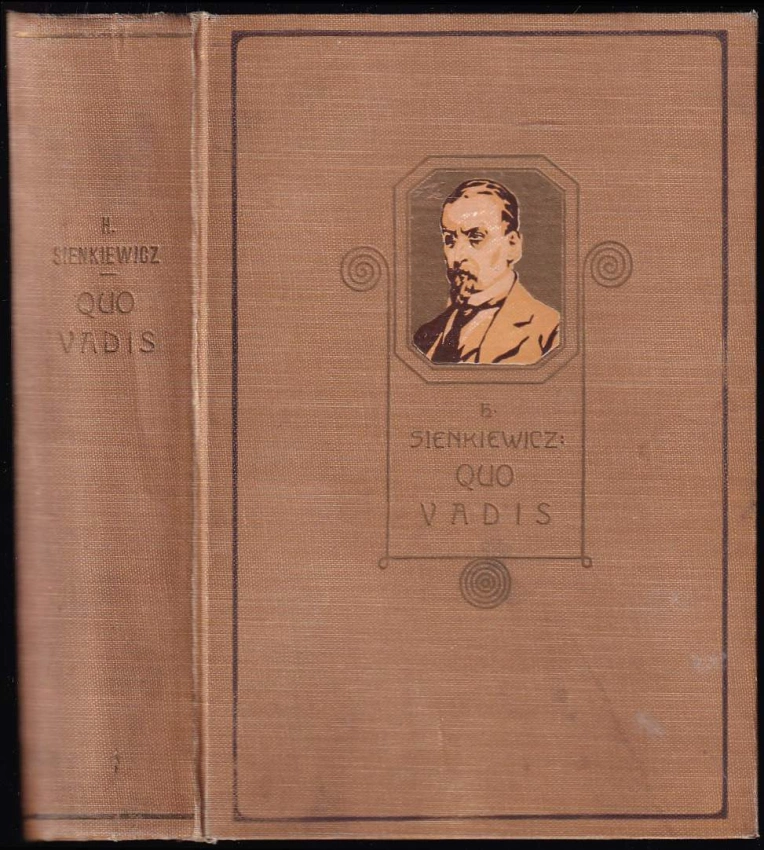 H.
SIENKIEWICZ
QUO
VADIS
H.
SIENKIEWICZ:
QUO
VADIS